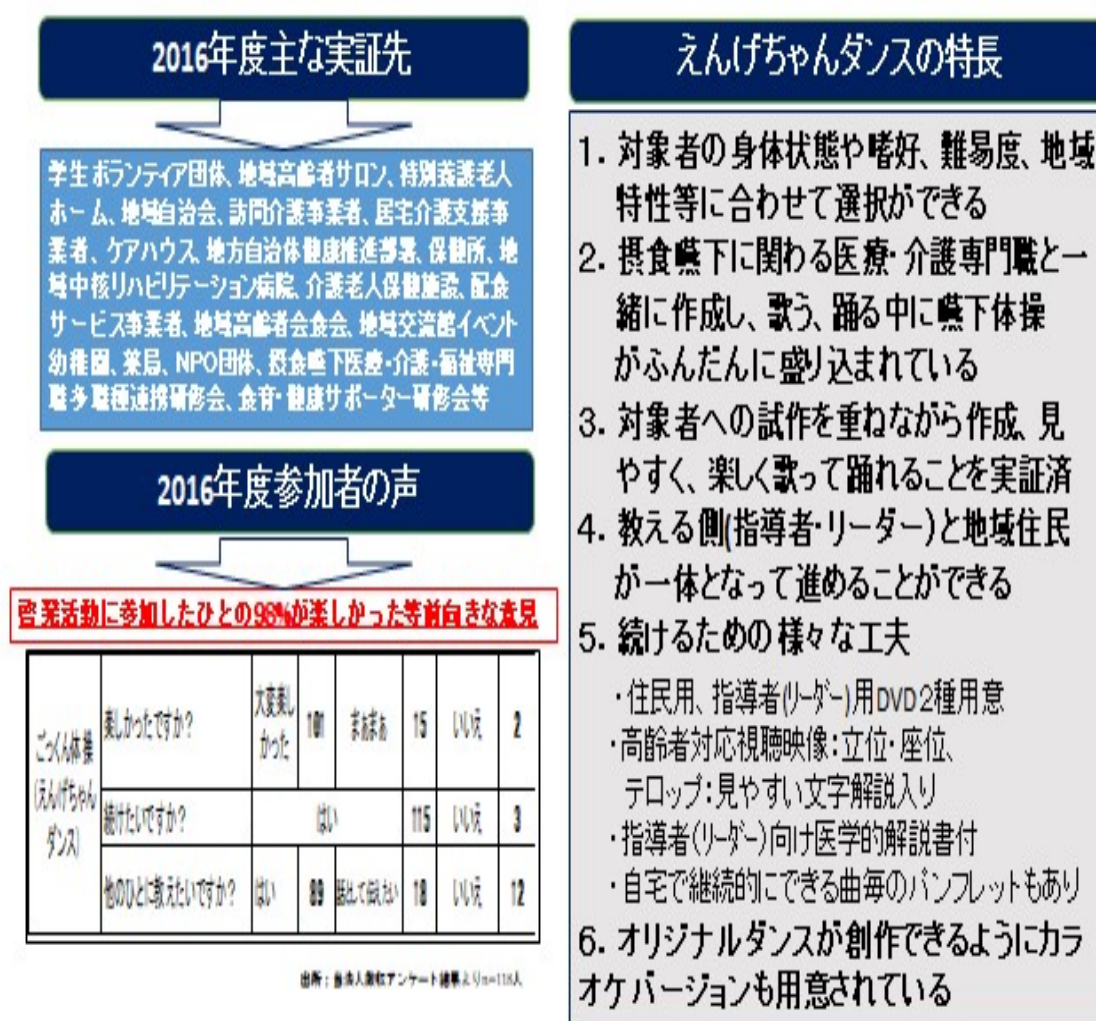 2016年度主な実証先
学生ボランティア団体、地域高齢者サロン、特別養護老人
ホーム、地域自治会、訪問介護事業者、居宅介護支援事
業者、ケアハウス、地方自治体健康推進部署、保健所、地
域中核リハビリテーション病院、介護老人保健施設、配食
サービス事業者、地域高齢者会食会、地域交流館イベント
幼稚園、薬局、NPO団体、摂食嚥下医療・介護・福祉専門
職多職種連携研修会、食育・健康サポーター研修会等
2016年度参加者の声
啓発活動に参加したひとの98%が楽しかった等前向きな意見
ごっくん体操
(えんげちゃん
ダンス)
楽しかったですか?
大変楽し
かった
101
まぁまぁ
15
いいえ
2
続けたいですか?
はい
115
いいえ
3
他のひとに教えたいですか?
はい
89
話して伝えたい
18
いいえ
12
出所:当法人聴取アンケート結果よりn=118人
えんげちゃんダンスの特長
1. 対象者の身体状態や嗜好、難易度、地域
特性等に合わせて選択ができる
2. 摂食嚥下に関わる医療・介護専門職と一
緒に作成し、歌う、踊る中に嚥下体操
がふんだんに盛り込まれている
3. 対象者への試作を重ねながら作成、見
やすく、楽しく歌って踊れることを実証済
4. 教える側(指導者・リーダー)と地域住民
が一体となって進めることができる
5. 続けるための様々な工夫
・住民用、指導者(リーダー)用DVD2種用意
・高齢者対応視聴映像:立位・座位、
テロップ:見やすい文字解説入り
・指導者(リーダー)向け医学的解説書付
・自宅で継続的にできる曲毎のパンフレットもあり
6. オリジナルダンスが創作できるようにカラ
オケバージョンも用意されている